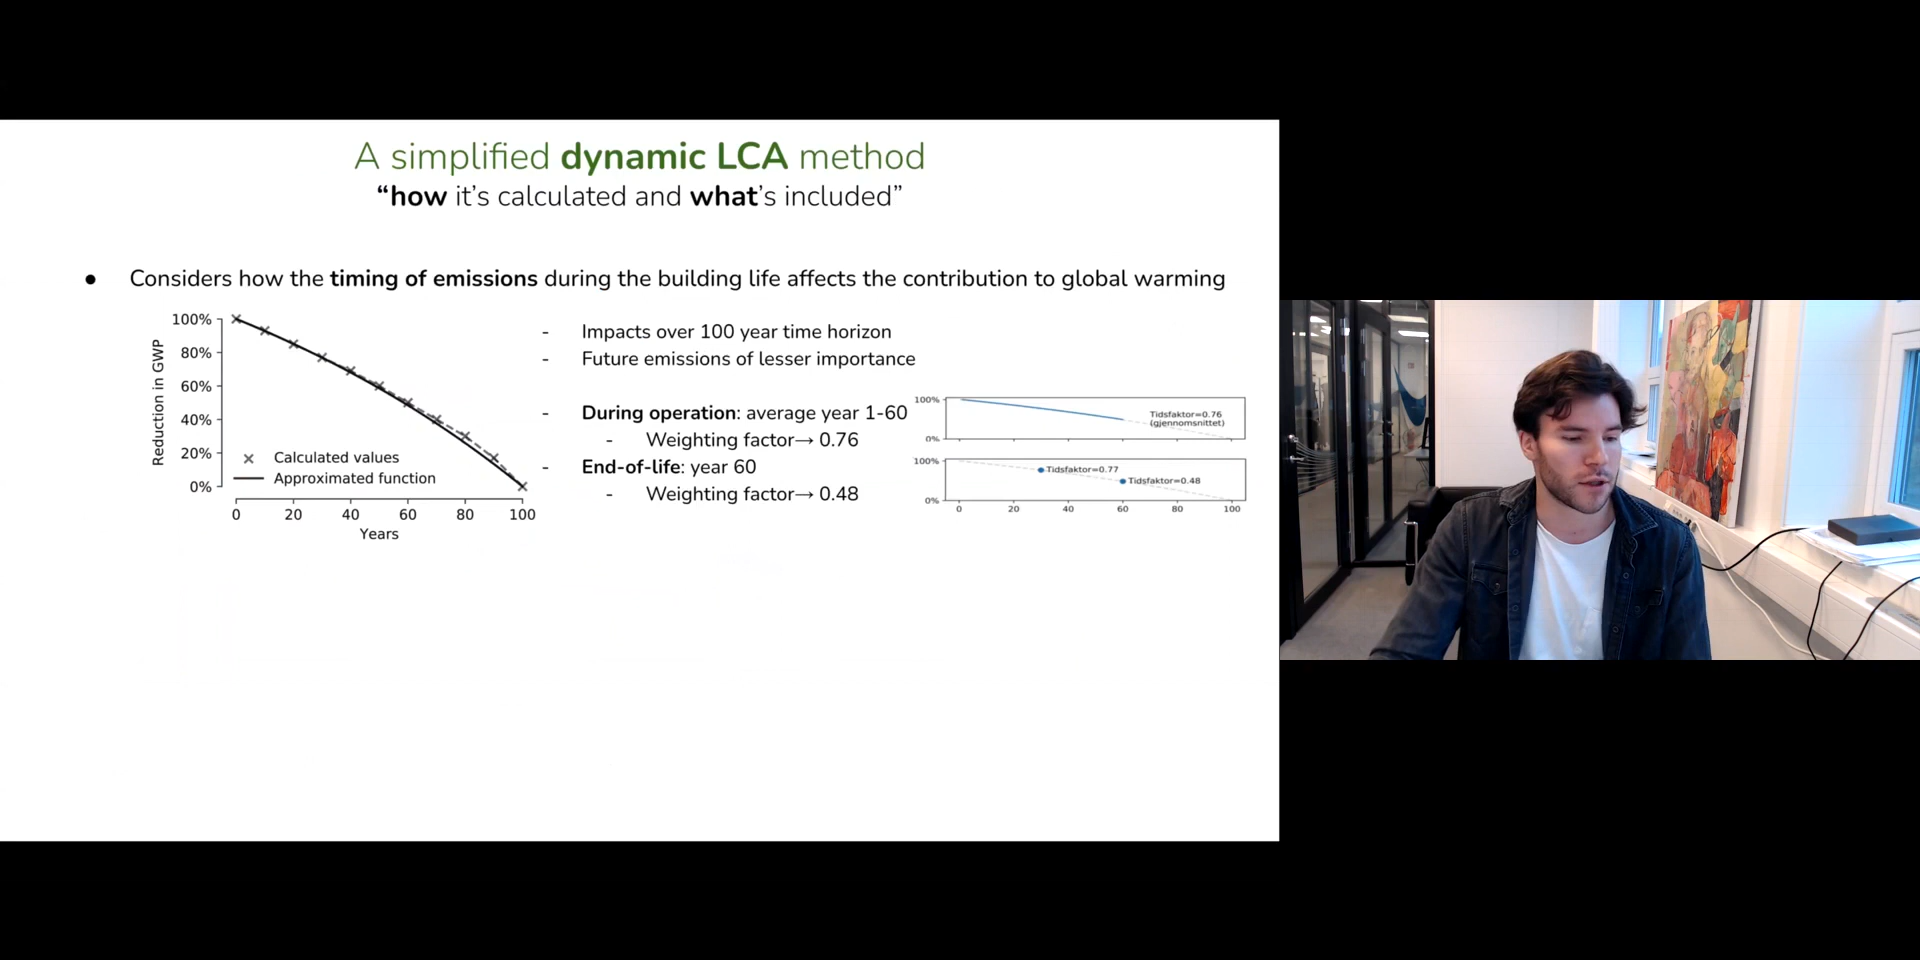 A simplified dynamic LCA method
“how it’s calculated and what’s included”
● Considers how the timing of emissions during the building life affects the contribution to global warming
Reduction in GWP
100%
80%
60%
40%
20%
0%
× Calculated values
Approximated function
0 20 40 60 80 100
Years
- Impacts over 100 year time horizon
- Future emissions of lesser importance
- During operation: average year 1-60
- Weighting factor→ 0.76
- End-of-life: year 60
- Weighting factor→ 0.48
100%
Tidsfaktor=0.76
(gjennomsnittet)
0%
100%
Tidsfaktor=0.77
Tidsfaktor=0.48
0%
0 20 40 60 80 100